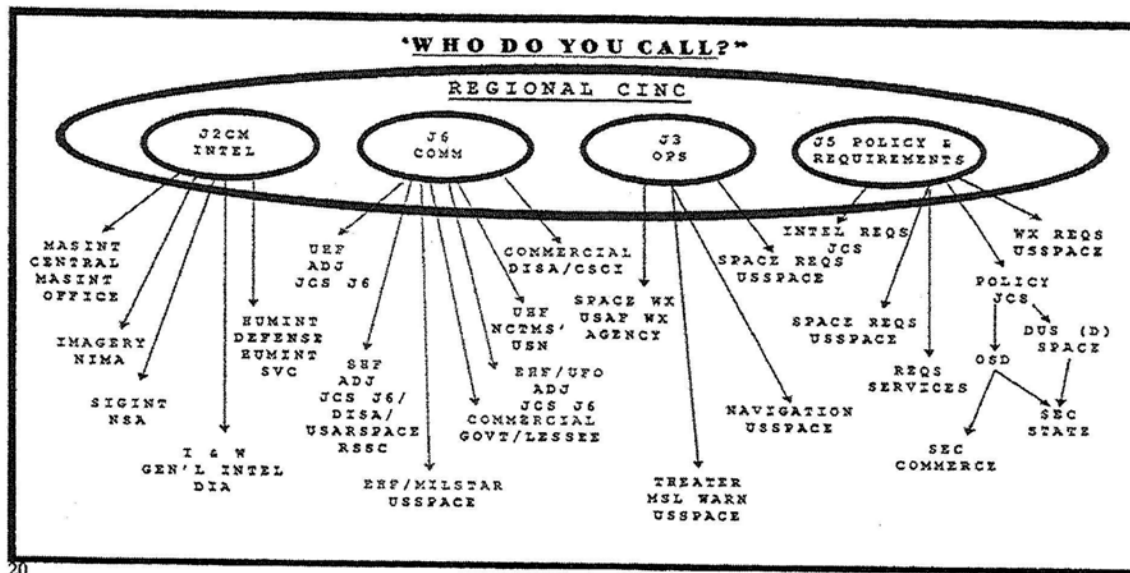 "WHO DO YOU CALL?"
REGIONAL CINC
J2CM
INTEL
J6
COMM
J3
OPS
J5 POLICY &
REQUIREMENTS
MASINT
CENTRAL
MASINT
OFFICE
IMAGERY
NIMA
SIGINT
NSA
I & W
GEN'L INTEL
DIA
HUMINT
DEFENSE
HUMINT
SVC
UHF
ADJ
JCS J6
SHF
ADJ
JCS J6/
DISA/
USARSPACE
RSSC
EHF/MILSTAR
USSPACE
COMMERCIAL
GOVT/LESSEE
EHF/UFO
ADJ
JCS J6
UHF
NCTMS'
USN
COMMERCIAL
DISA/CSCI
SPACE WX
USAF WX
AGENCY
THEATER
MSL WARN
USSPACE
NAVIGATION
USSPACE
SPACE REQS
USSPACE
INTEL REQS
JCS
SPACE REQS
USSPACE
REQS
SERVICES
POLICY
JCS
WX REQS
USSPACE
OSD
DUS (D)
SPACE
SEC
COMMERCE
SEC
STATE
20